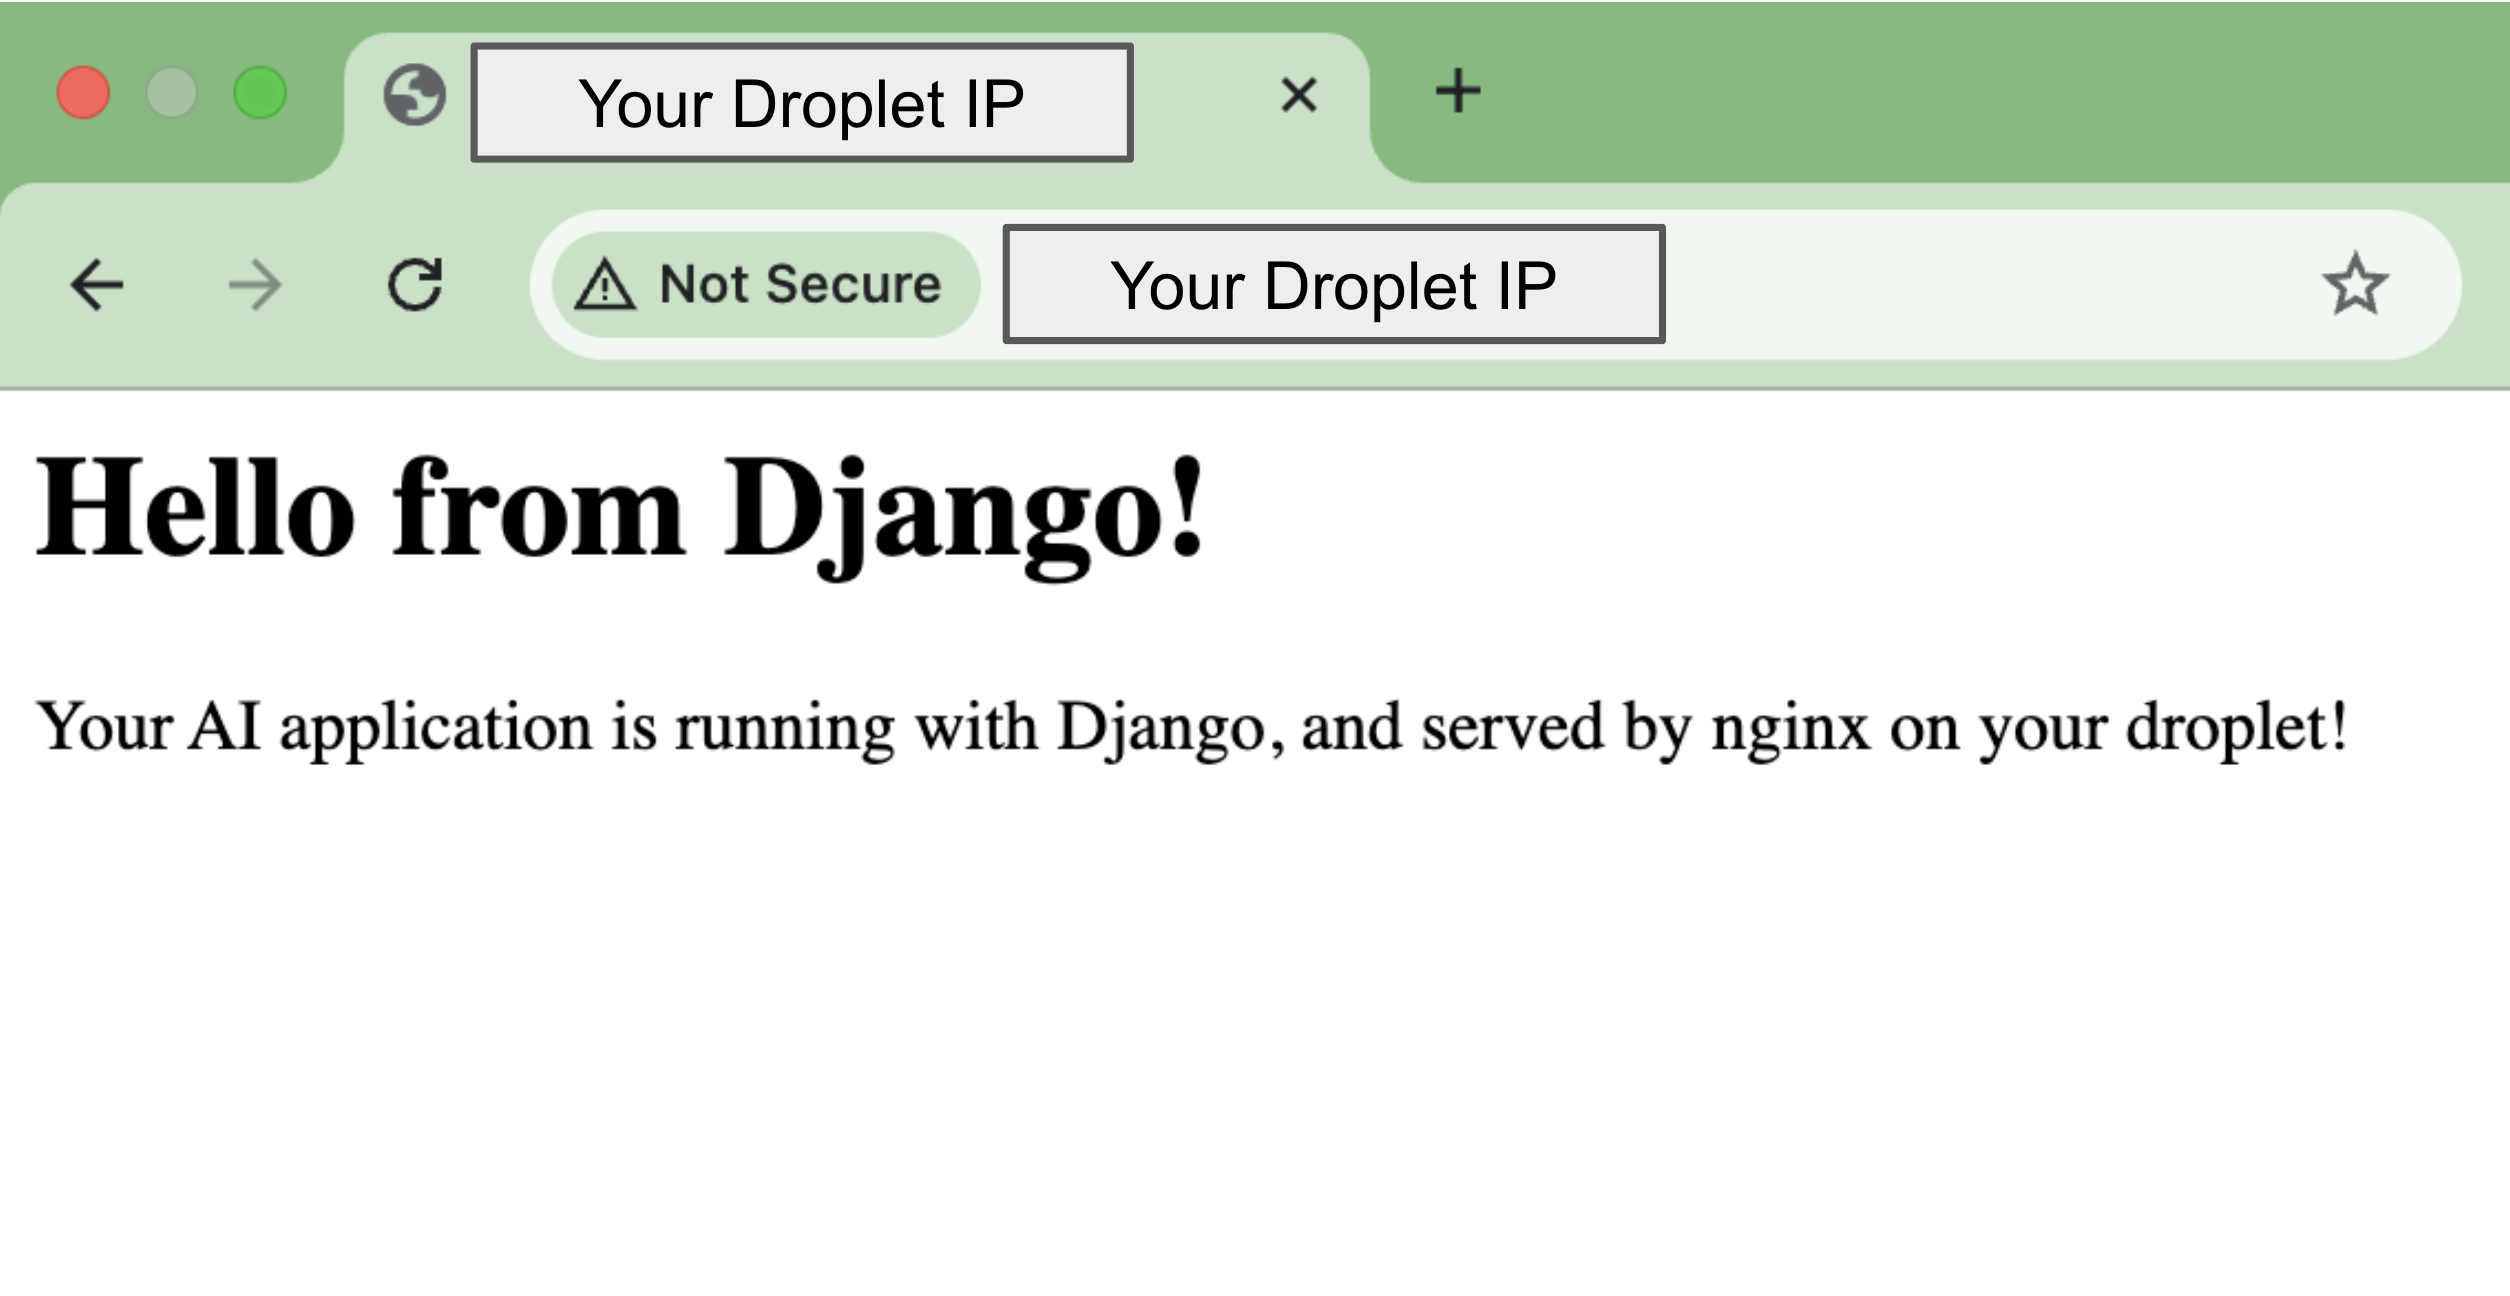 Your Droplet IP
Not Secure Your Droplet IP
Hello from Django!
Your AI application is running with Django, and served by nginx on your droplet!